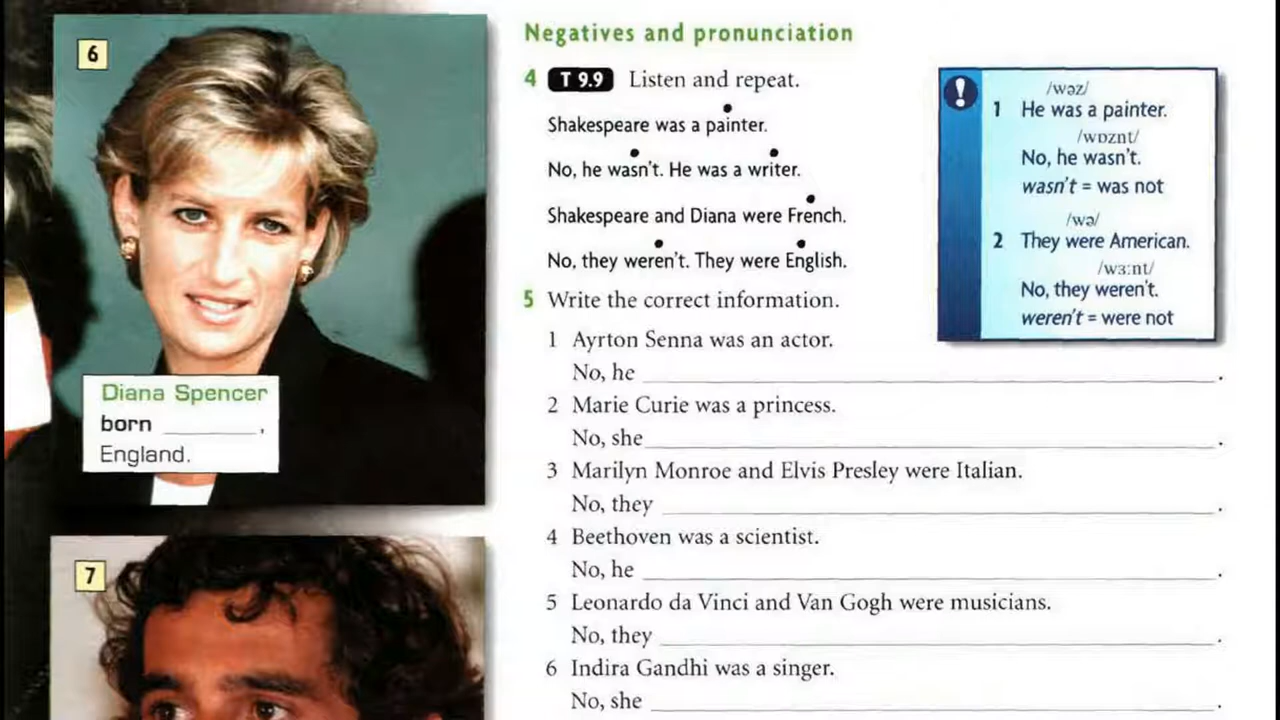 6
Diana Spencer
born ________,
England.
7
Negatives and pronunciation
4 T 9.9 Listen and repeat.
Shakespeare was a painter.
No, he wasn't. He was a writer.
Shakespeare and Diana were French.
No, they weren't. They were English.
!
/wəz/
1 He was a painter.
/wɒznt/
No, he wasn't.
wasn't = was not
/wə/
2 They were American.
/wɜːnt/
No, they weren't.
weren't = were not
5 Write the correct information.
1 Ayrton Senna was an actor.
No, he ________.
2 Marie Curie was a princess.
No, she ________.
3 Marilyn Monroe and Elvis Presley were Italian.
No, they ________.
4 Beethoven was a scientist.
No, he ________.
5 Leonardo da Vinci and Van Gogh were musicians.
No, they ________.
6 Indira Gandhi was a singer.
No, she ________.